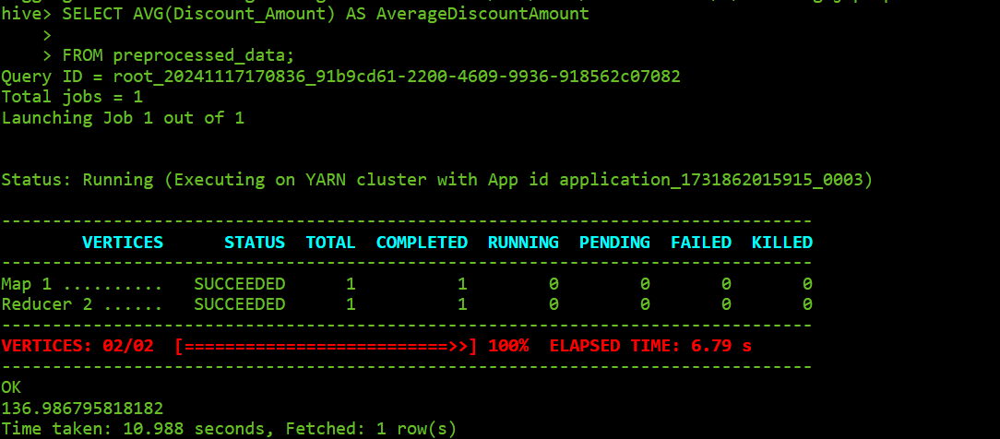 hive> SELECT AVG(Discount_Amount) AS AverageDiscountAmount
    >
    > FROM preprocessed_data;
Query ID = root_20241117170836_91b9cd61-2200-4609-9936-918562c07082
Total jobs = 1
Launching Job 1 out of 1
Status: Running (Executing on YARN cluster with App id application_1731862015915_0003)
--------------------------------------------------------------------------------
        VERTICES      STATUS  TOTAL  COMPLETED  RUNNING  PENDING  FAILED  KILLED
--------------------------------------------------------------------------------
Map 1 ..........   SUCCEEDED      1          1        0        0       0       0
Reducer 2 ......   SUCCEEDED      1          1        0        0       0       0
--------------------------------------------------------------------------------
VERTICES: 02/02  [==========================>>] 100%  ELAPSED TIME: 6.79 s
--------------------------------------------------------------------------------
OK
136.986795818182
Time taken: 10.988 seconds, Fetched: 1 row(s)